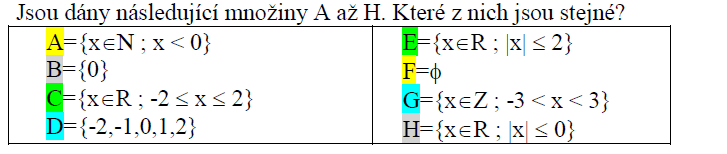 Jsou dány následující množiny A až H. Které z nich jsou stejné?
A={x∈N ; x < 0}
B={0}
C={x∈R ; -2 ≤ x ≤ 2}
D={-2,-1,0,1,2}
E={x∈R ; |x| ≤ 2}
F=ϕ
G={x∈Z ; -3 < x < 3}
H={x∈R ; |x| ≤ 0}